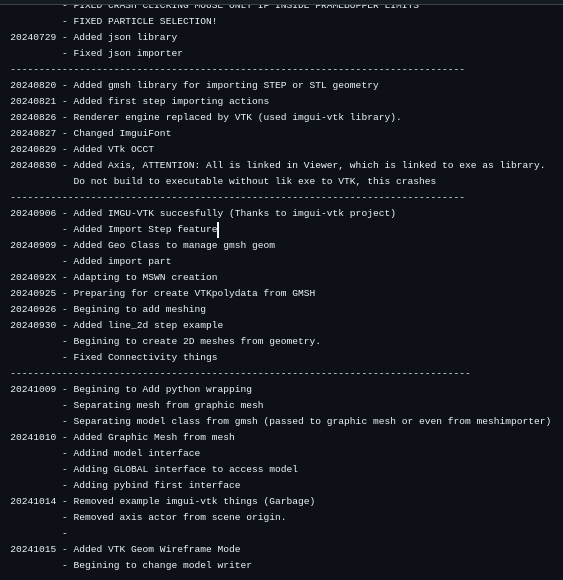 - FIXED CRASH CLICKING MOUSE ONLY IF INSIDE FRAMEBUFFER LIMITS
- FIXED PARTICLE SELECTION!
20240729 - Added json library
- Fixed json importer
------------------------------------------------------------------------------
20240820 - Added gmsh library for importing STEP or STL geometry
20240821 - Added first step importing actions
20240826 - Renderer engine replaced by VTK (used imgui-vtk library).
20240827 - Changed ImguiFont
20240829 - Added VTk OCCT
20240830 - Added Axis, ATTENTION: All is linked in Viewer, which is linked to exe as library.
Do not build to executable without lik exe to VTK, this crashes
------------------------------------------------------------------------------
20240906 - Added IMGU-VTK succesfully (Thanks to imgui-vtk project)
- Added Import Step feature
20240909 - Added Geo Class to manage gmsh geom
- Added import part
2024092X - Adapting to MSWN creation
20240925 - Preparing for create VTKpolydata from GMSH
20240926 - Begining to add meshing
20240930 - Added line_2d step example
- Begining to create 2D meshes from geometry.
- Fixed Connectivity things
-------------------------------------------------------------------------------
20241009 - Begining to Add python wrapping
- Separating mesh from graphic mesh
- Separating model class from gmsh (passed to graphic mesh or even from meshimporter)
20241010 - Added Graphic Mesh from mesh
- Addind model interface
- Adding GLOBAL interface to access model
- Adding pybind first interface
20241014 - Removed example imgui-vtk things (Garbage)
- Removed axis actor from scene origin.
-
20241015 - Added VTK Geom Wireframe Mode
- Begining to change model writer